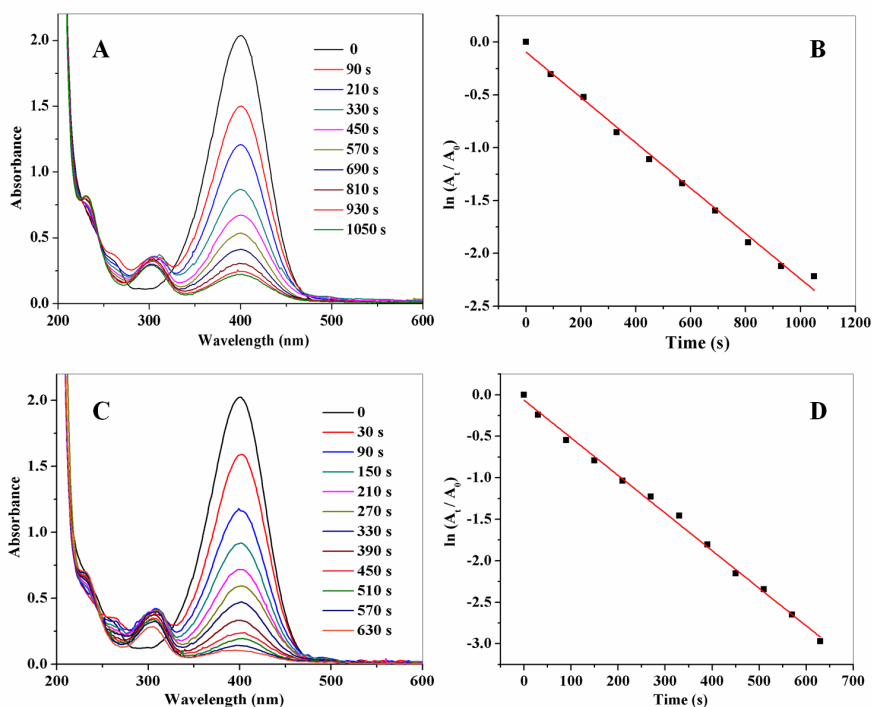 A
Absorbance
2.0
1.5
1.0
0.5
0.0
200 300 400 500 600
Wavelength (nm)
0
90 s
210 s
330 s
450 s
570 s
690 s
810 s
930 s
1050 s
B
ln (At / A0)
0.0
-0.5
-1.0
-1.5
-2.0
-2.5
0 200 400 600 800 1000 1200
Time (s)
C
Absorbance
2.0
1.5
1.0
0.5
0.0
200 300 400 500 600
Wavelength (nm)
0
30 s
90 s
150 s
210 s
270 s
330 s
390 s
450 s
510 s
570 s
630 s
D
ln (At / A0)
0.0
-0.5
-1.0
-1.5
-2.0
-2.5
-3.0
0 100 200 300 400 500 600 700
Time (s)